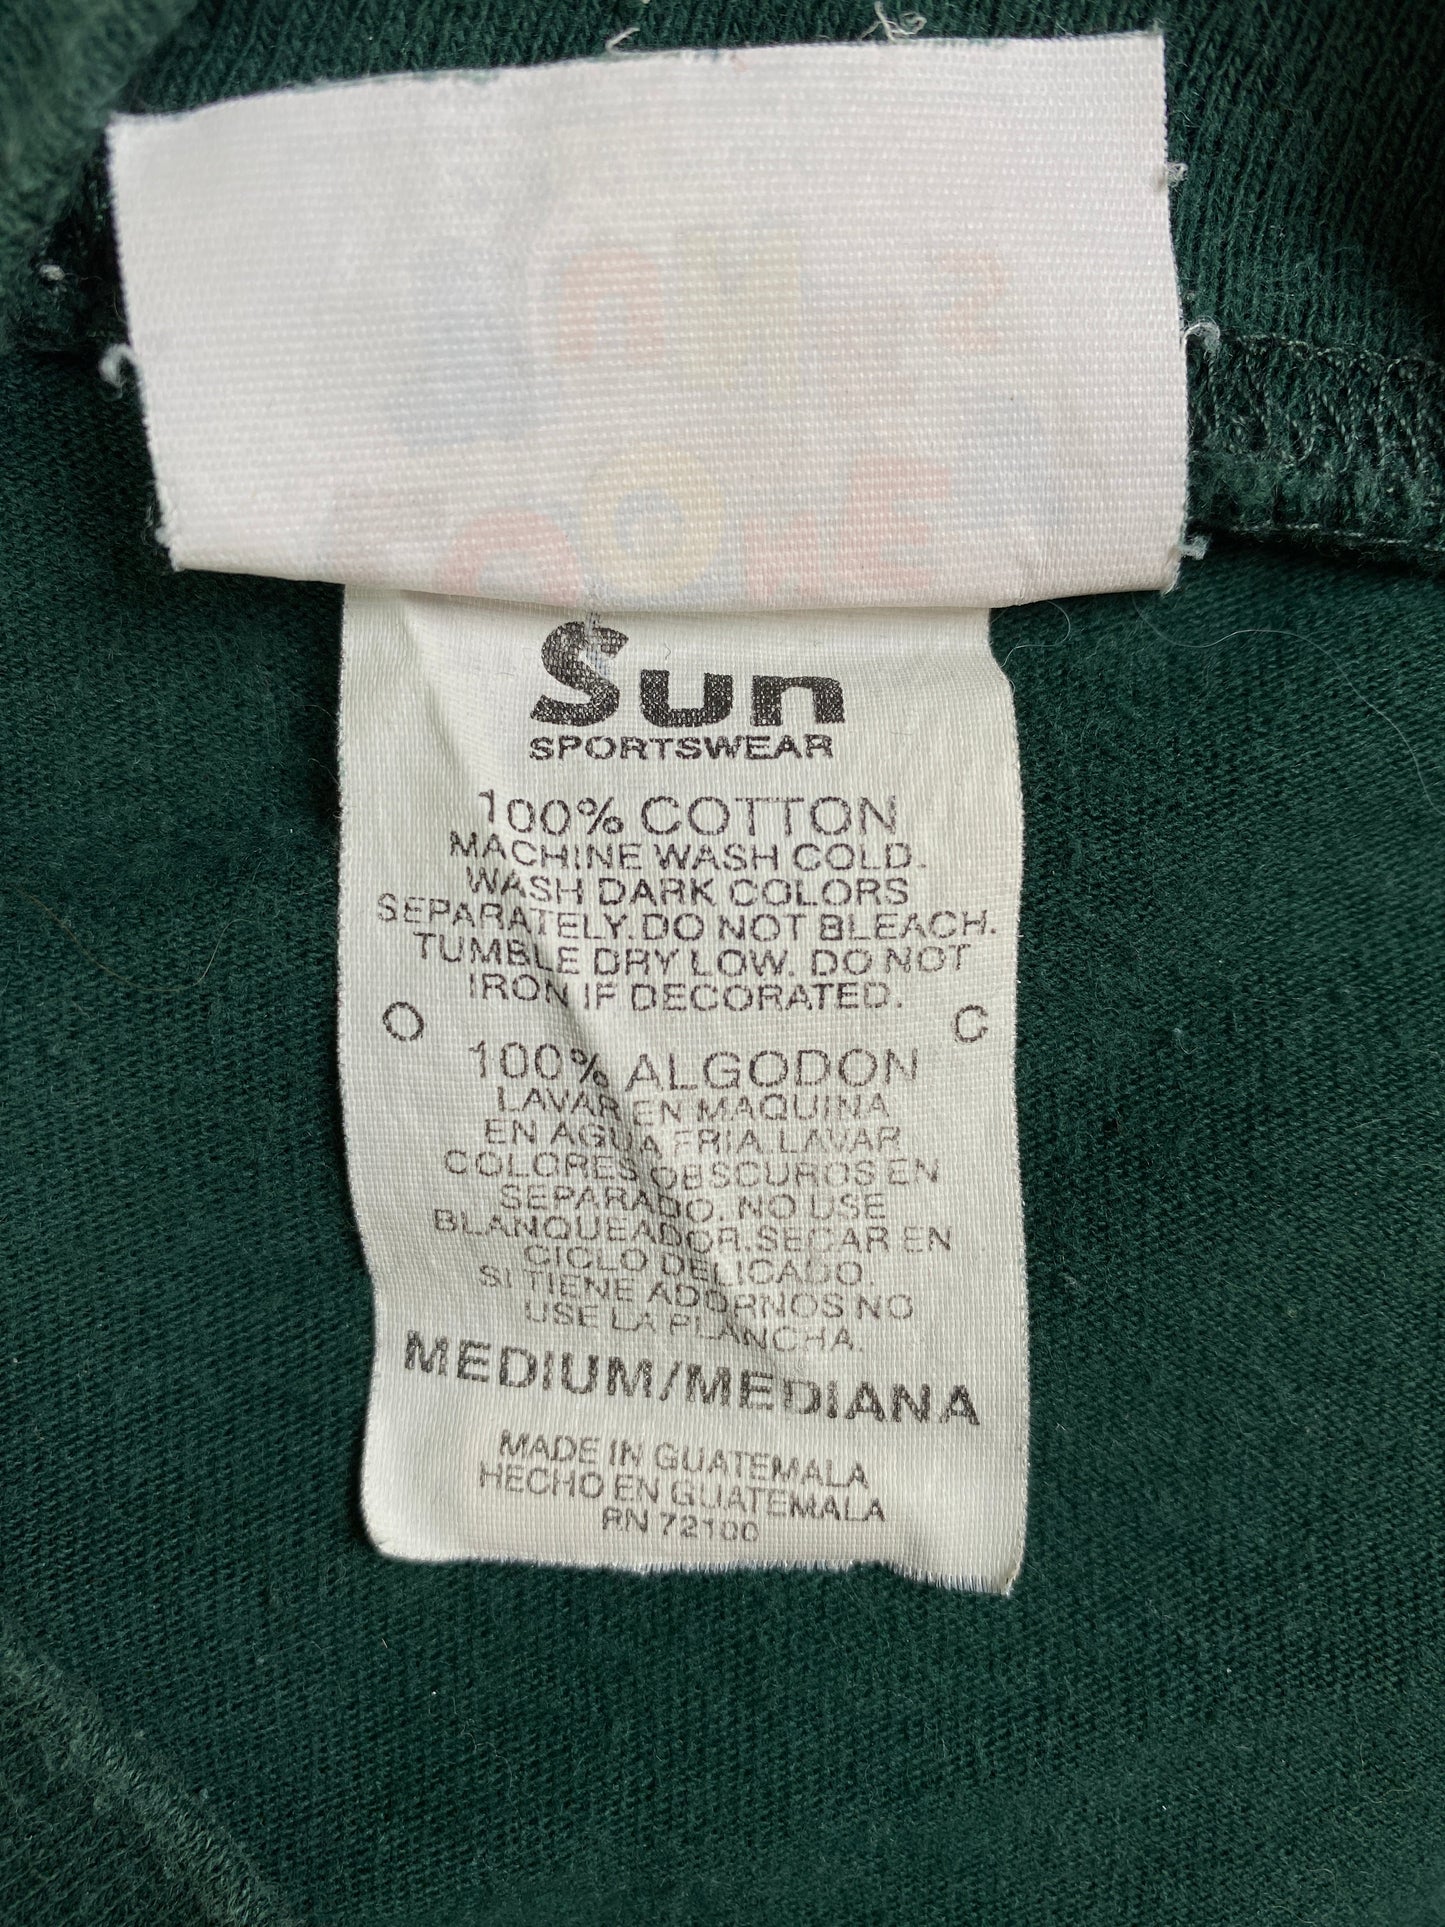 Sun
SPORTSWEAR
100% COTTON
MACHINE WASH COLD.
WASH DARK COLORS
SEPARATELY. DO NOT BLEACH.
TUMBLE DRY LOW. DO NOT
IRON IF DECORATED.
O C
100% ALGODON
LAVAR EN MAQUINA
EN AGUA FRIA. LAVAR
COLORES OBSCUROS EN
SEPARADO. NO USE
BLANQUEADOR. SECAR EN
CICLO DELICADO.
SI TIENE ADORNOS NO
USE LA PLANCHA.
MEDIUM/MEDIANA
MADE IN GUATEMALA
HECHO EN GUATEMALA
RN 72100